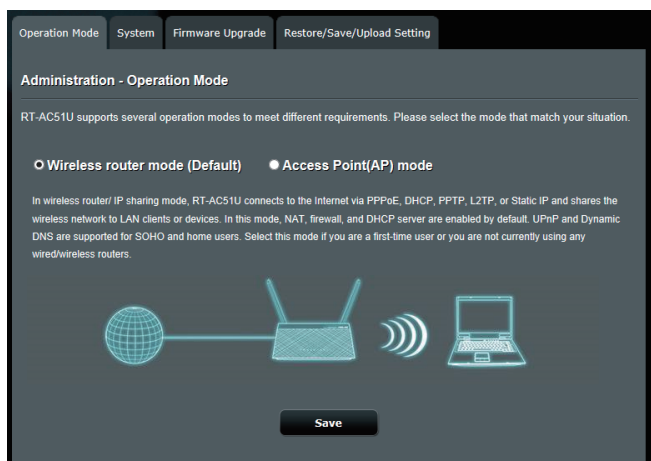 Operation Mode System Firmware Upgrade Restore/Save/Upload Setting
Administration - Operation Mode
RT-AC51U supports several operation modes to meet different requirements. Please select the mode that match your situation.
Wireless router mode (Default) Access Point(AP) mode
In wireless router/ IP sharing mode, RT-AC51U connects to the Internet via PPPoE, DHCP, PPTP, L2TP, or Static IP and shares the
wireless network to LAN clients or devices. In this mode, NAT, firewall, and DHCP server are enabled by default. UPnP and Dynamic
DNS are supported for SOHO and home users. Select this mode if you are a first-time user or you are not currently using any
wired/wireless routers.
Save